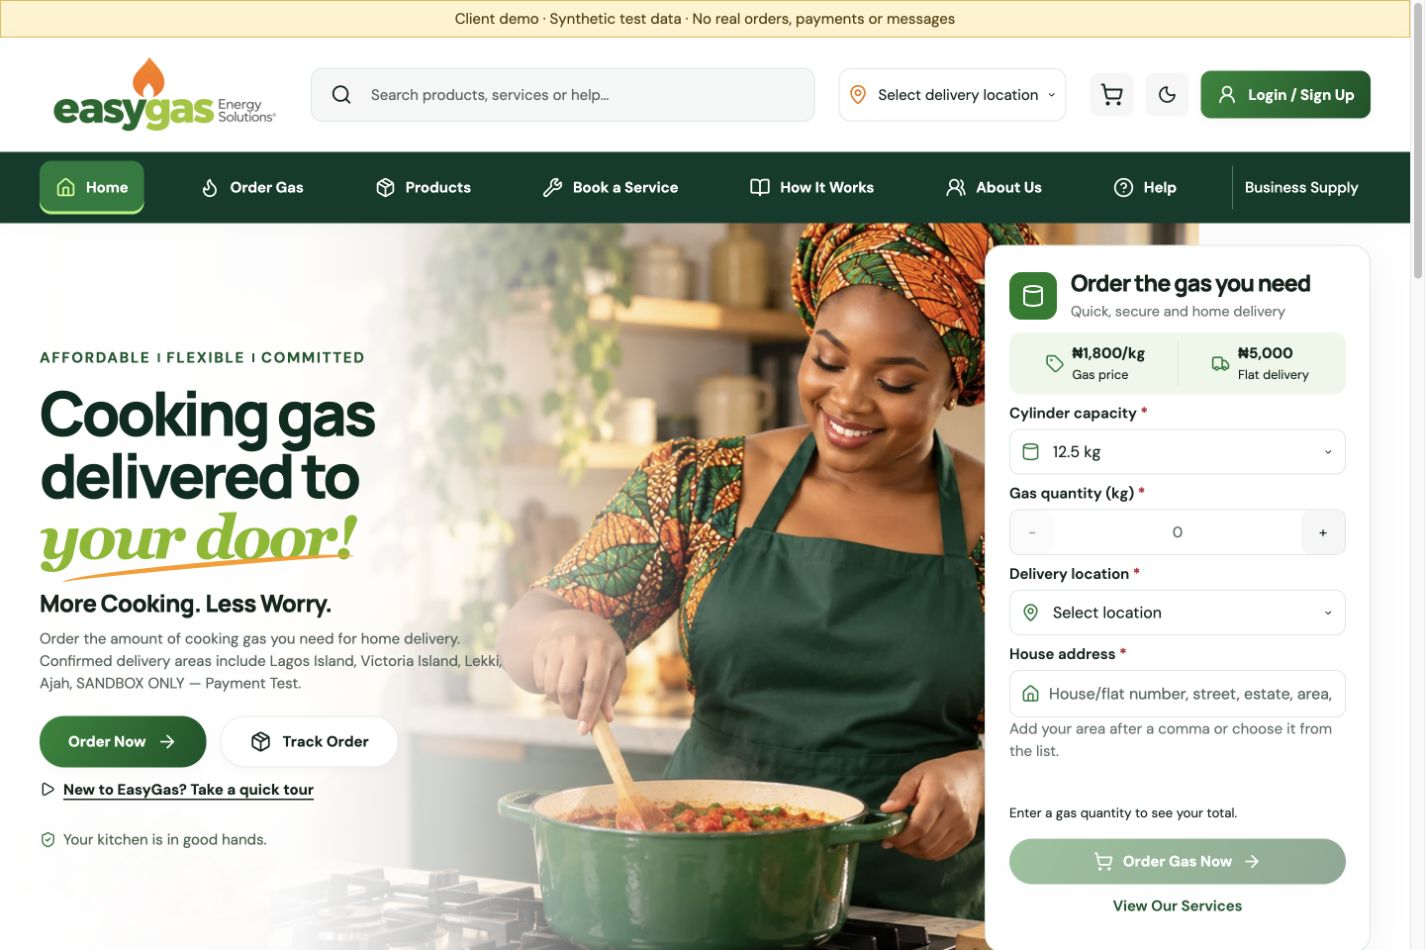 Client demo · Synthetic test data · No real orders, payments or messages
easygas Energy Solutions®
Search products, services or help...
Select delivery location
Login / Sign Up
Home
Order Gas
Products
Book a Service
How It Works
About Us
Help
Business Supply
AFFORDABLE I FLEXIBLE I COMMITTED
Cooking gas
delivered to
your door!
More Cooking. Less Worry.
Order the amount of cooking gas you need for home delivery.
Confirmed delivery areas include Lagos Island, Victoria Island, Lekki,
Ajah, SANDBOX ONLY — Payment Test.
Order Now
Track Order
New to EasyGas? Take a quick tour
Your kitchen is in good hands.
Order the gas you need
Quick, secure and home delivery
₦1,800/kg
Gas price
₦5,000
Flat delivery
Cylinder capacity *
12.5 kg
Gas quantity (kg) *
- 0 +
Delivery location *
Select location
House address *
House/flat number, street, estate, area,
Add your area after a comma or choose it from
the list.
Enter a gas quantity to see your total.
Order Gas Now
View Our Services